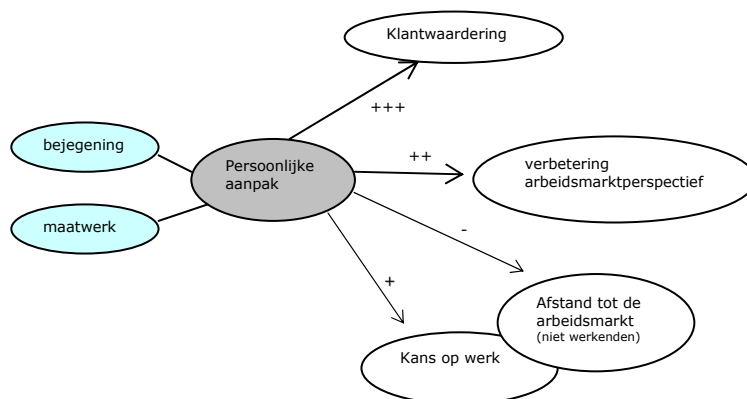 Klantwaardering
+++
bejegening
Persoonlijke
aanpak
++
verbetering
arbeidsmarktperspectief
maatwerk
-
+
Afstand tot de
arbeidsmarkt
(niet werkenden)
Kans op werk